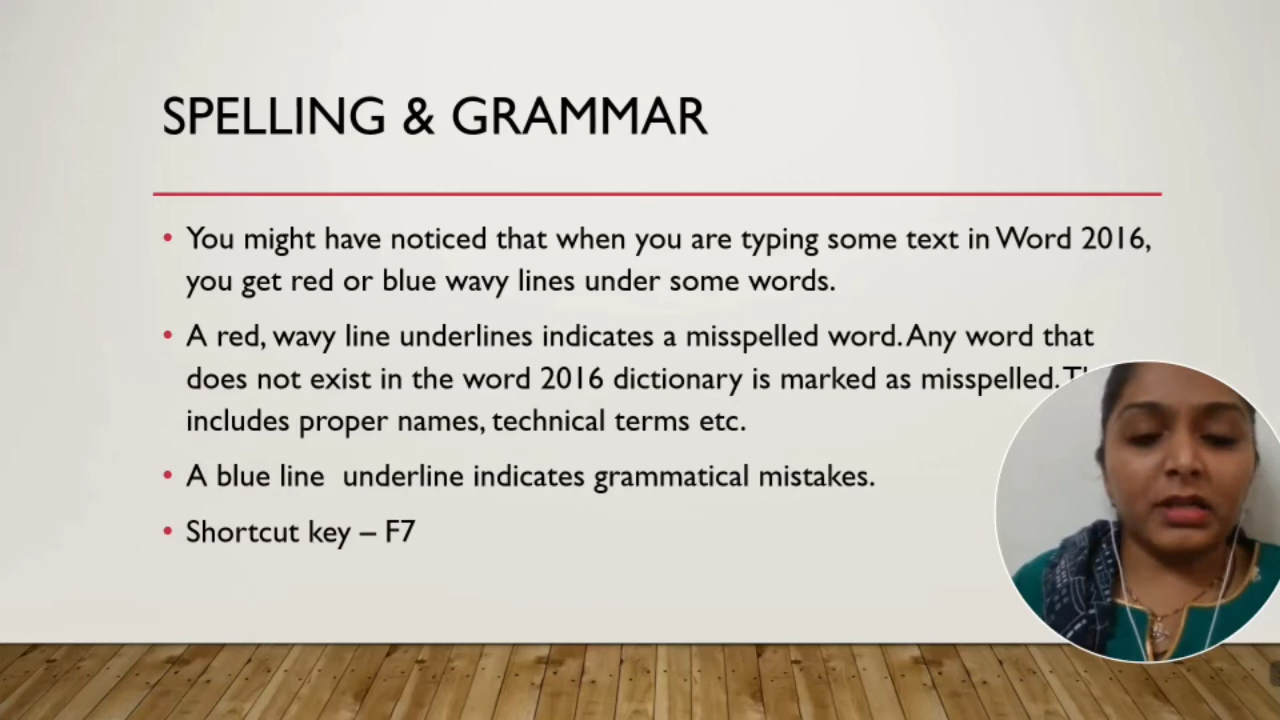 SPELLING & GRAMMAR
• You might have noticed that when you are typing some text in Word 2016,
you get red or blue wavy lines under some words.
• A red, wavy line underlines indicates a misspelled word. Any word that
does not exist in the word 2016 dictionary is marked as misspelled.
includes proper names, technical terms etc.
• A blue line  underline indicates grammatical mistakes.
• Shortcut key – F7